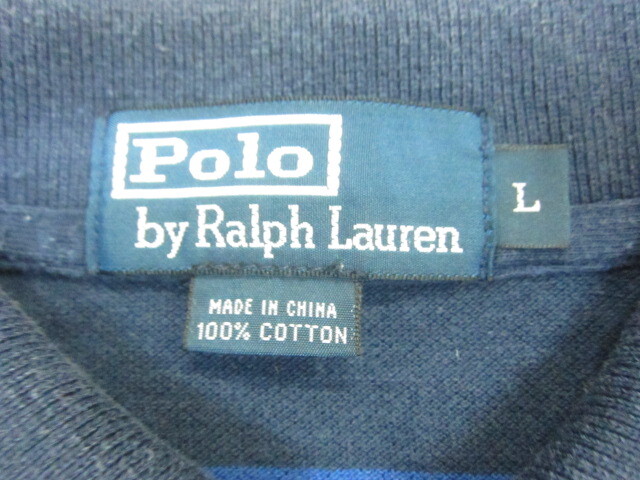 Polo
by Ralph Lauren
L
MADE IN CHINA
100% COTTON